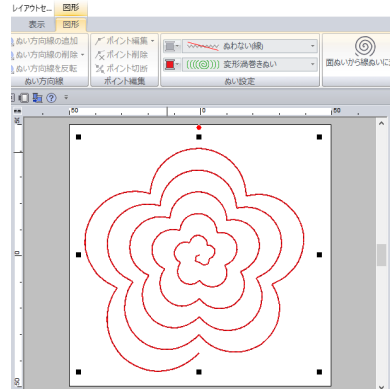 レイアウトセ... 図形
表示 図形
ぬい方向線の追加
ぬい方向線を削除
ぬい方向線を反転
ぬい方向線
ポイント編集
ポイント削除
ポイント切断
ポイント編集
ぬわない(線)
変形渦巻きぬい
ぬい設定
面ぬいから線ぬいに
50 0 50
0
50